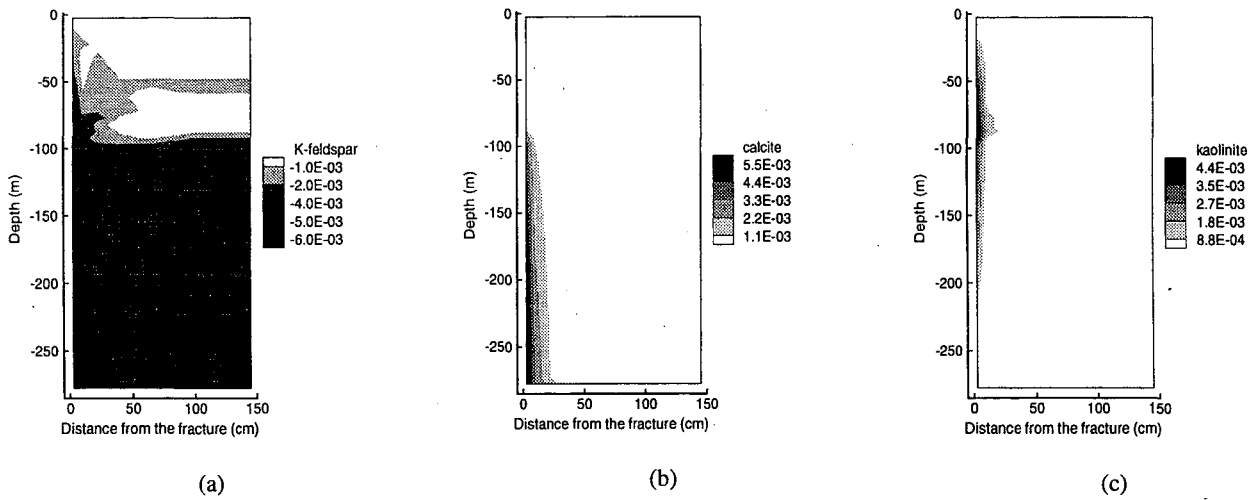 0
-50
-100
-150
-200
-250
Depth (m)
0 50 100 150
Distance from the fracture (cm)
K-feldspar
-1.0E-03
-2.0E-03
-4.0E-03
-5.0E-03
-6.0E-03
(a)
0
-50
-100
-150
-200
-250
Depth (m)
0 50 100 150
Distance from the fracture (cm)
calcite
5.5E-03
4.4E-03
3.3E-03
2.2E-03
1.1E-03
(b)
0
-50
-100
-150
-200
-250
Depth (m)
0 50 100 150
Distance from the fracture (cm)
kaolinite
4.4E-03
3.5E-03
2.7E-03
1.8E-03
8.8E-04
(c)